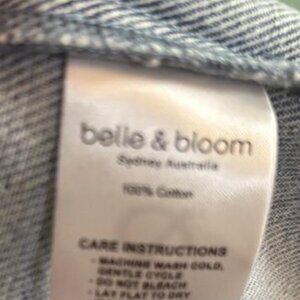 belle & bloom
Sydney Australia
100% Cotton
CARE INSTRUCTIONS
- MACHINE WASH COLD,
GENTLE CYCLE
- DO NOT BLEACH
- LAY FLAT TO DRY